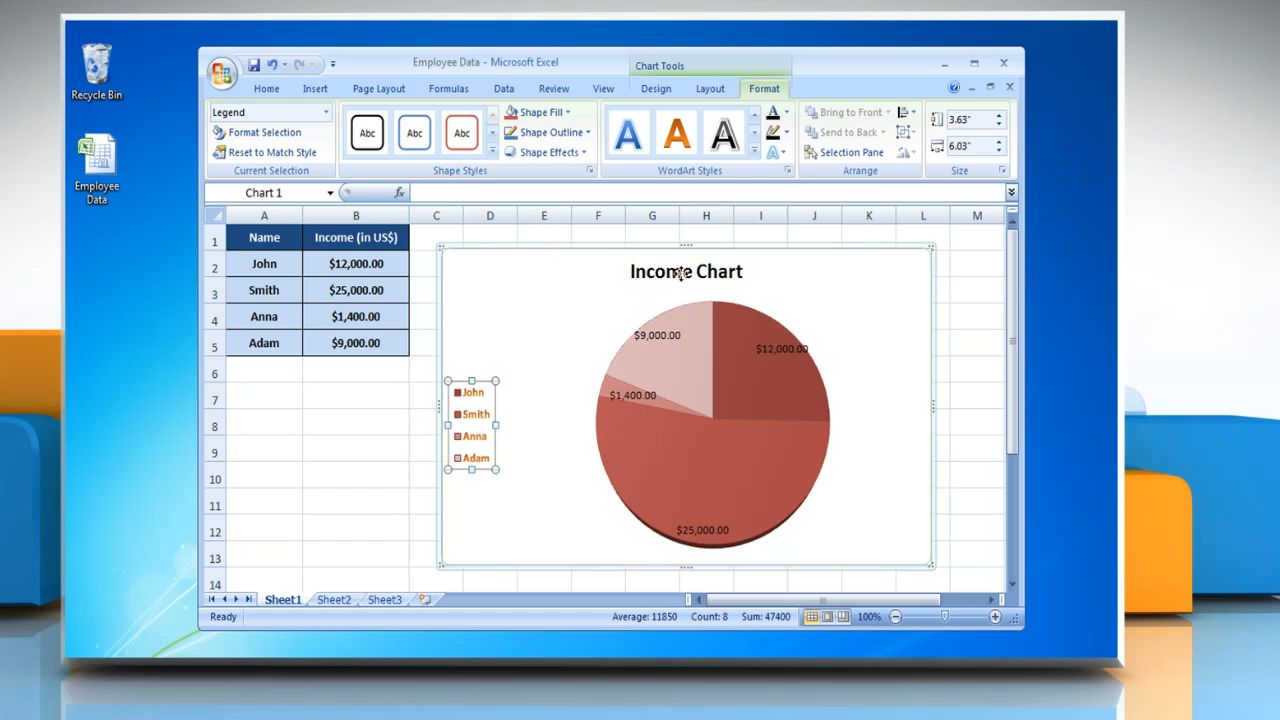 Recycle Bin
Employee
Data
Employee Data - Microsoft Excel
Chart Tools
Home Insert Page Layout Formulas Data Review View Design Layout Format
Legend
Format Selection
Reset to Match Style
Current Selection
Abc Abc Abc
Shape Fill
Shape Outline
Shape Effects
Shape Styles
A A A
WordArt Styles
Bring to Front
Send to Back
Selection Pane
Arrange
3.63"
6.03"
Size
Chart 1 fx
A B C D E F G H I J K L M
1 Name Income (in US$)
2 John $12,000.00
3 Smith $25,000.00
4 Anna $1,400.00
5 Adam $9,000.00
6
7
8
9
10
11
12
13
14
Income Chart
$9,000.00
$12,000.00
$1,400.00
$25,000.00
John
Smith
Anna
Adam
Sheet1 Sheet2 Sheet3
Ready Average: 11850 Count: 8 Sum: 47400 100%